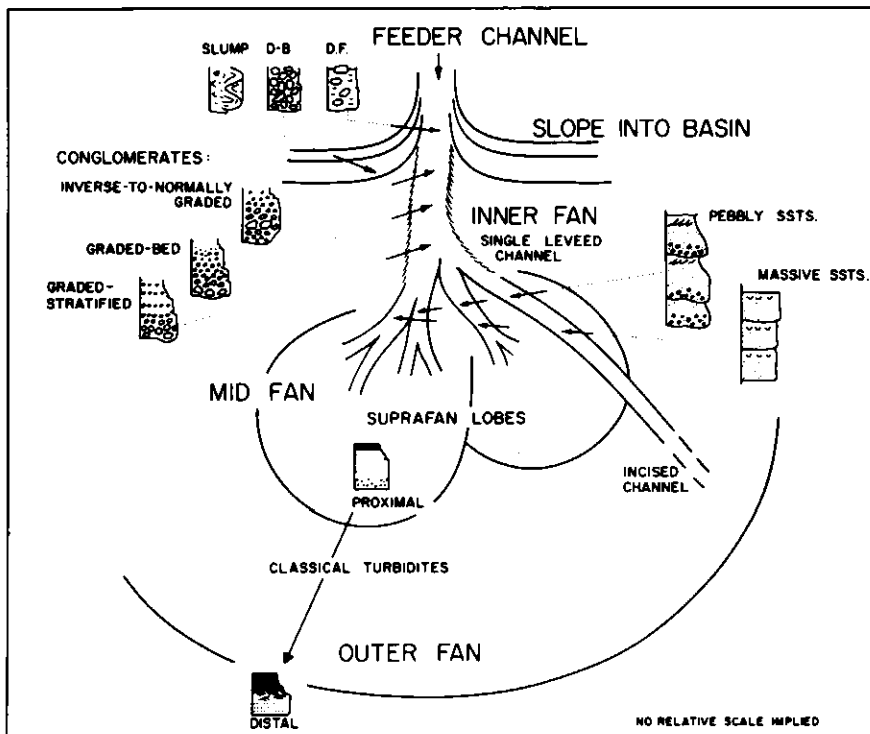 FEEDER CHANNEL
SLUMP D-B D.F.
SLOPE INTO BASIN
CONGLOMERATES:
INVERSE-TO-NORMALLY
GRADED
GRADED-BED
GRADED-
STRATIFIED
INNER FAN
SINGLE LEVEED
CHANNEL
PEBBLY SSTS.
MASSIVE SSTS.
MID FAN
SUPRAFAN LOBES
INCISED
CHANNEL
PROXIMAL
CLASSICAL TURBIDITES
OUTER FAN
DISTAL
NO RELATIVE SCALE IMPLIED